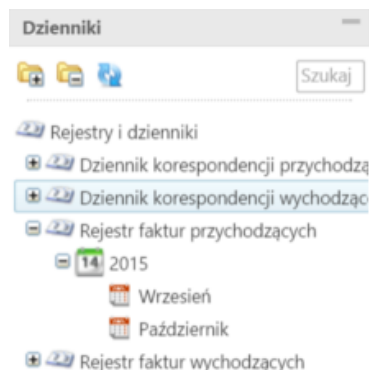 Dzienniki
Szukaj
Rejestry i dzienniki
Dziennik korespondencji przychodzą
Dziennik korespondencji wychodząc
Rejestr faktur przychodzących
14 2015
Wrzesień
Październik
Rejestr faktur wychodzących